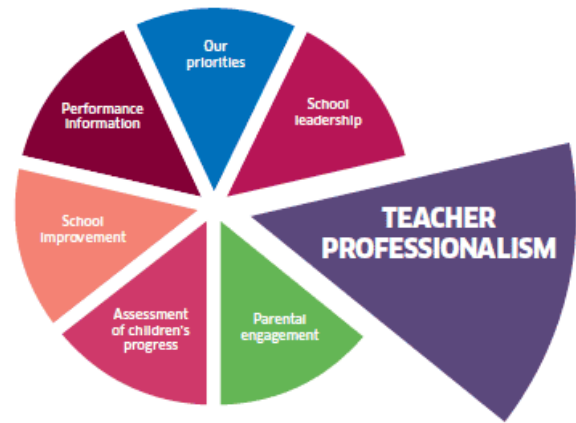 Our
priorities
School
leadership
TEACHER
PROFESSIONALISM
Parental
engagement
Assessment
of children's
progress
School
improvement
Performance
information